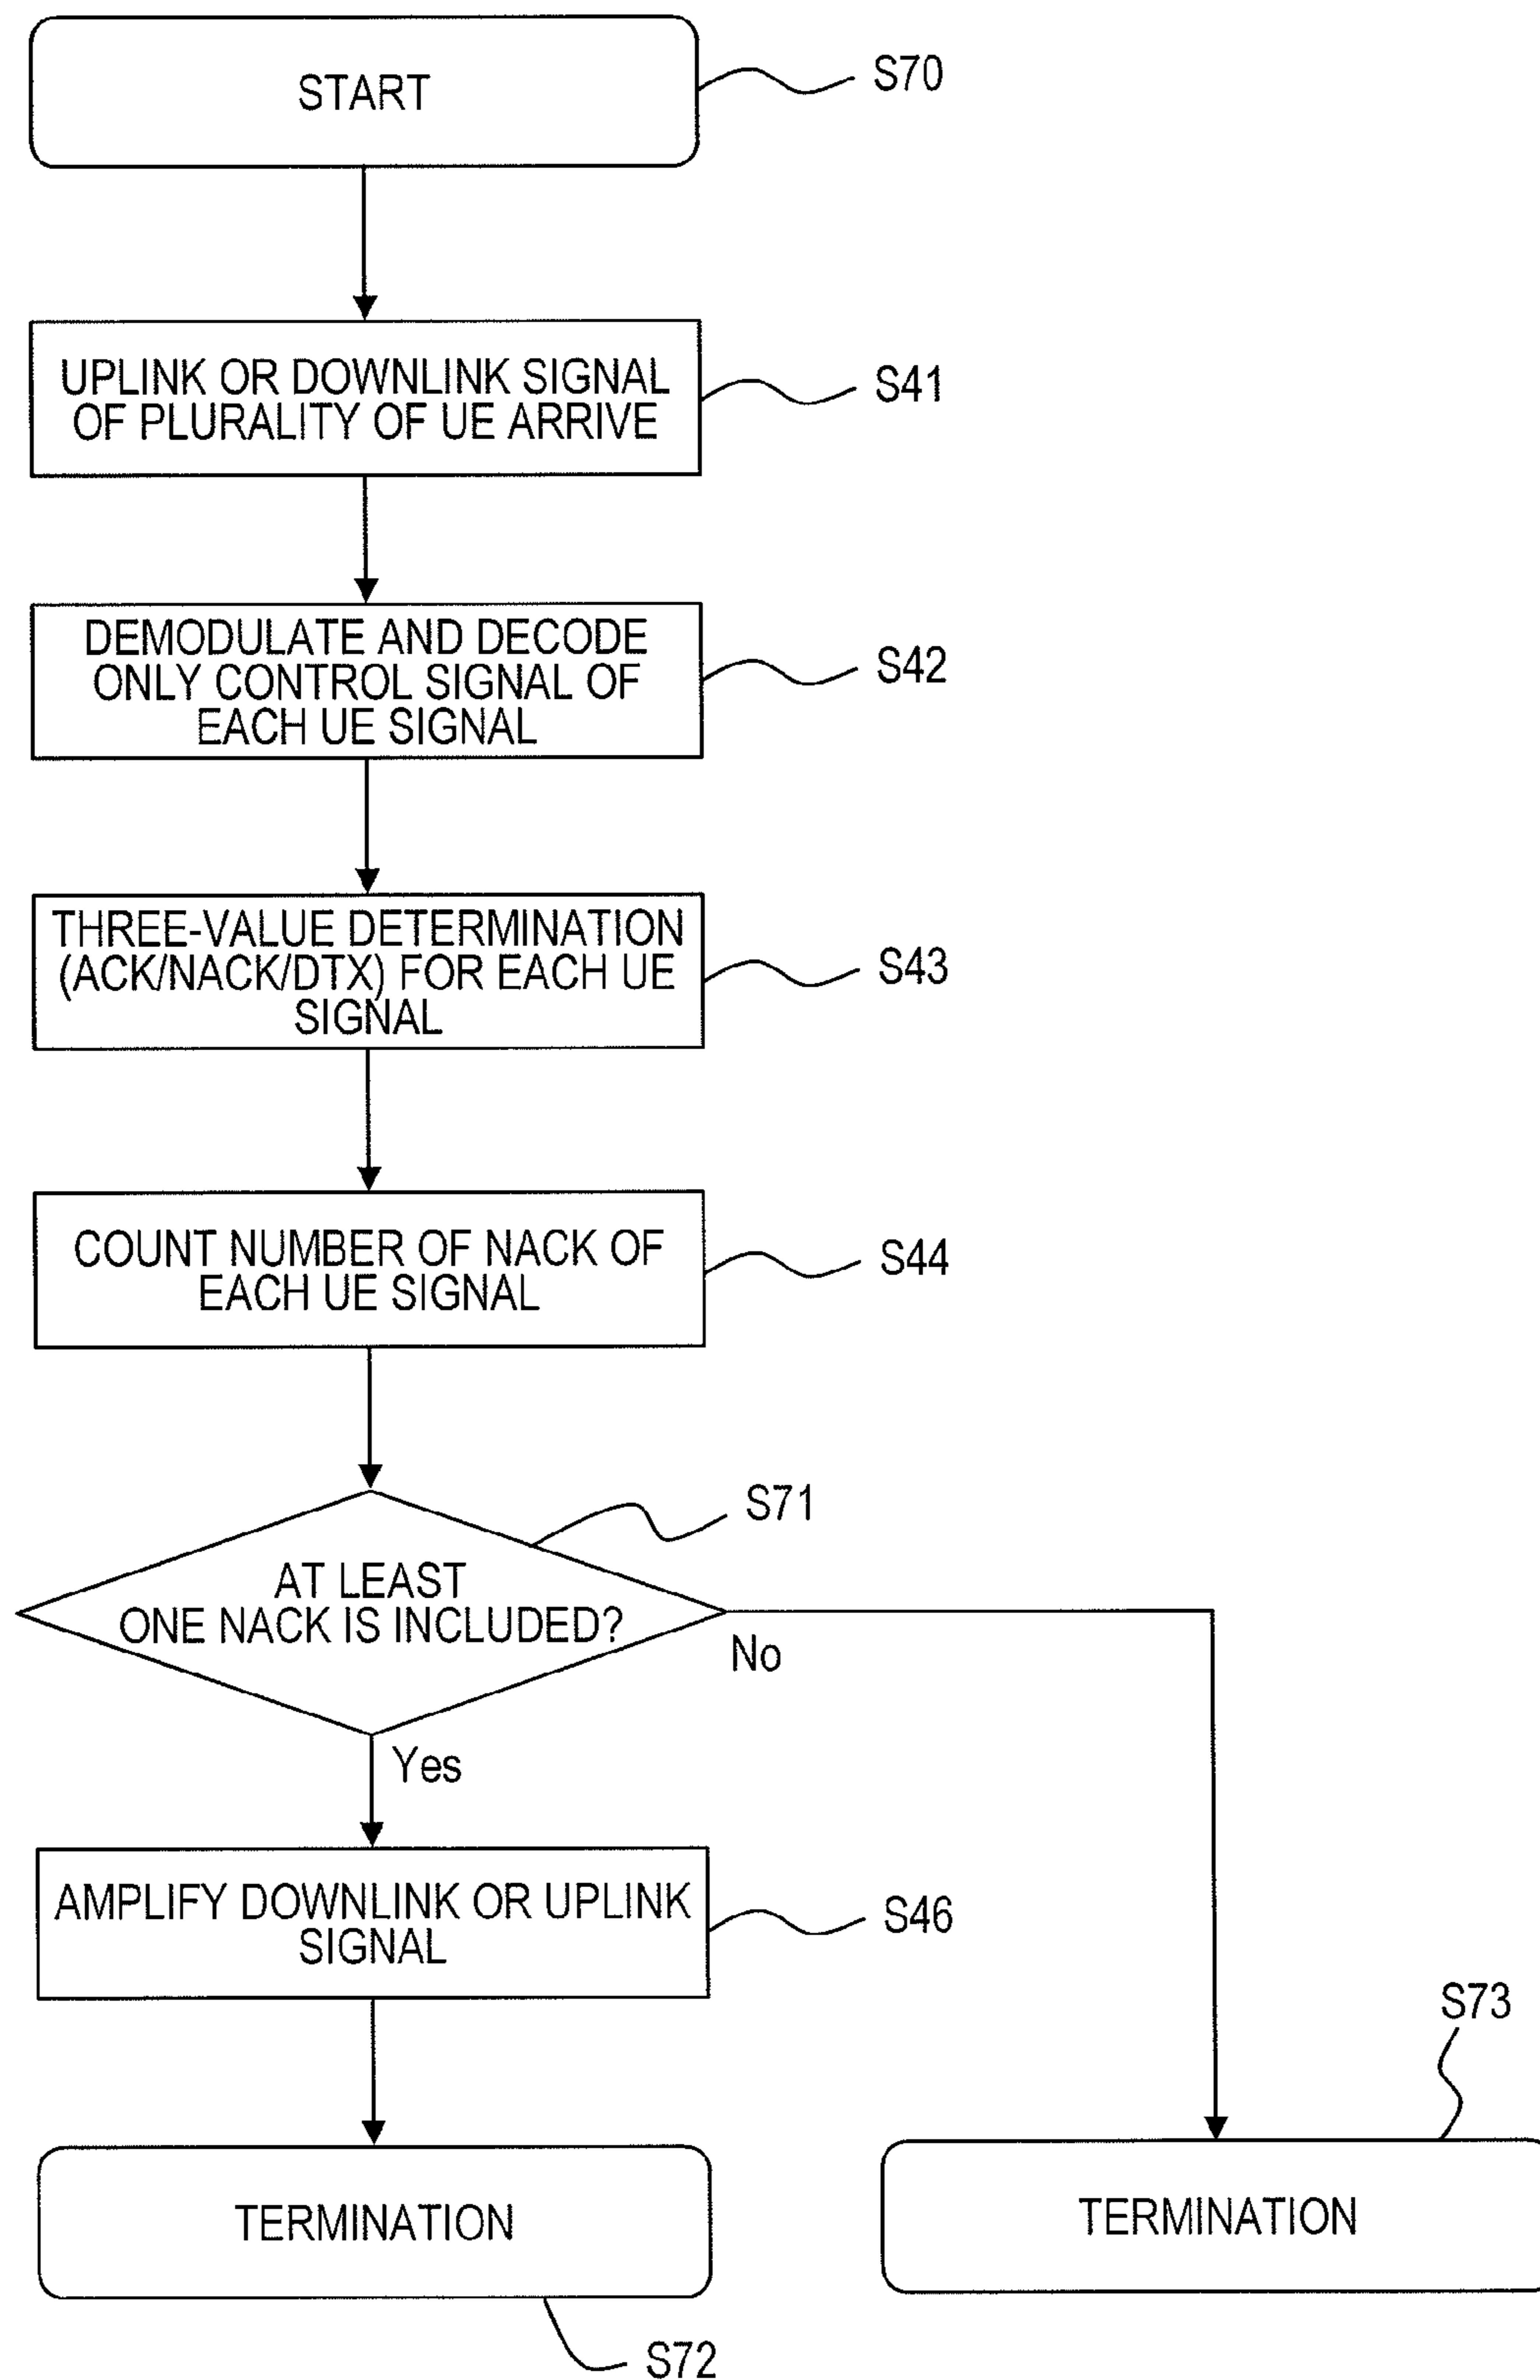 START
S70
UPLINK OR DOWNLINK SIGNAL
OF PLURALITY OF UE ARRIVE
S41
DEMODULATE AND DECODE
ONLY CONTROL SIGNAL OF
EACH UE SIGNAL
S42
THREE-VALUE DETERMINATION
(ACK/NACK/DTX) FOR EACH UE
SIGNAL
S43
COUNT NUMBER OF NACK OF
EACH UE SIGNAL
S44
S71
AT LEAST
ONE NACK IS INCLUDED?
No
Yes
AMPLIFY DOWNLINK OR UPLINK
SIGNAL
S46
S73
TERMINATION
TERMINATION
S72